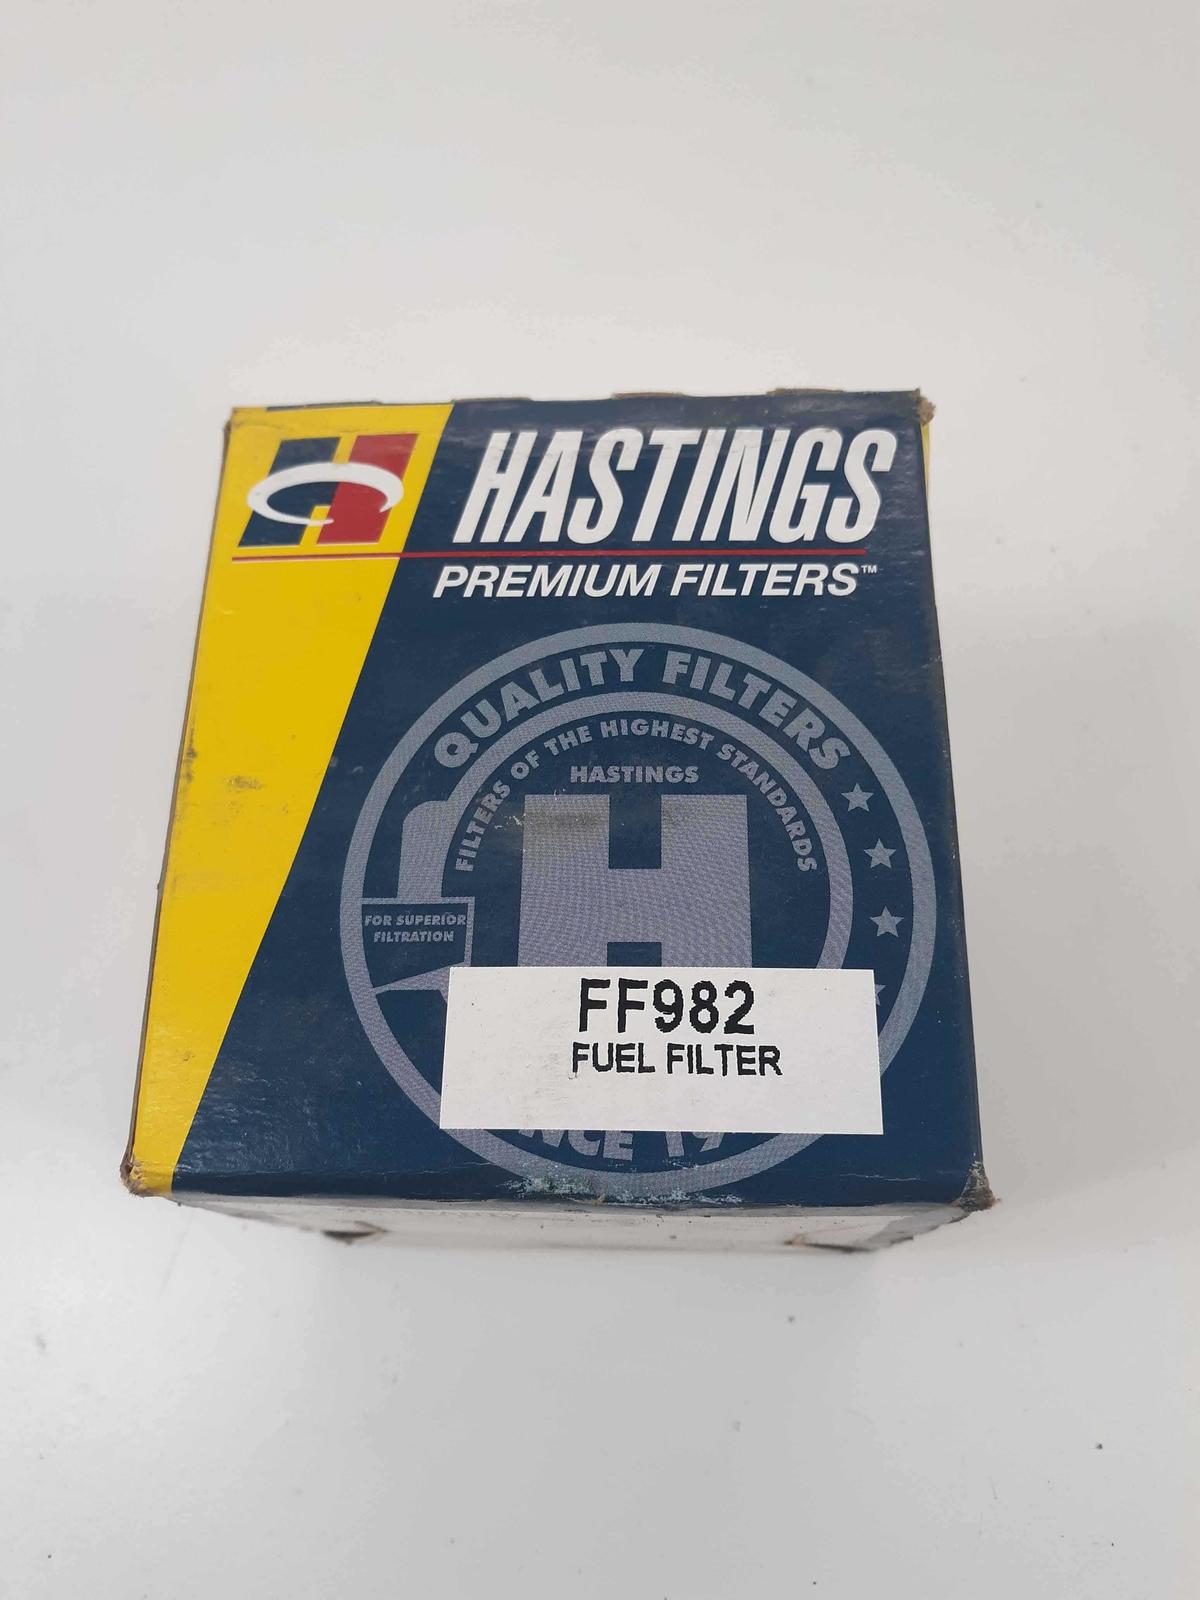 HASTINGS
PREMIUM FILTERS™
QUALITY FILTERS
FILTERS OF THE HIGHEST STANDARDS
HASTINGS
H
FOR SUPERIOR
FILTRATION
FF982
FUEL FILTER